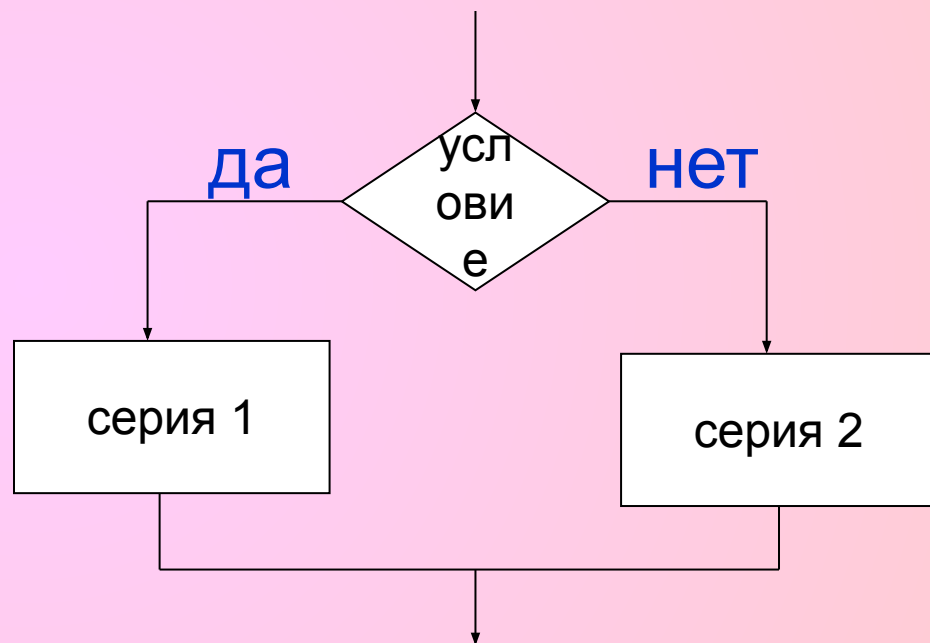 да
усл
ови
е
нет
серия 1
серия 2